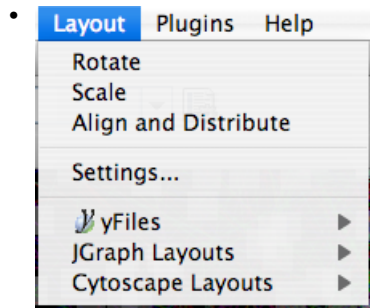 Layout Plugins Help
Rotate
Scale
Align and Distribute
Settings...
yFiles
JGraph Layouts
Cytoscape Layouts